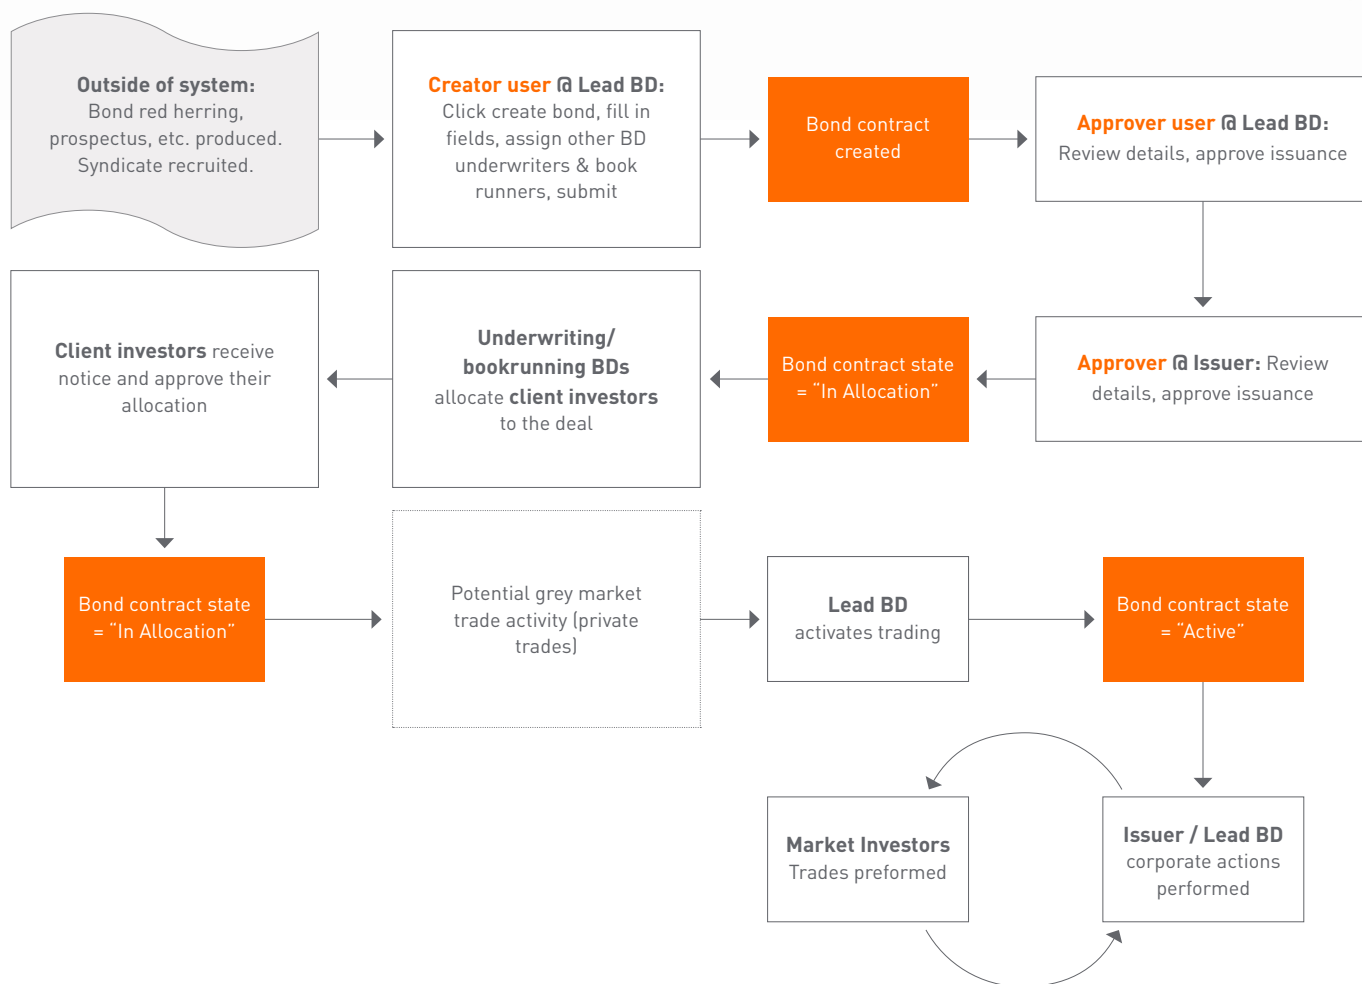 Outside of system:
Bond red herring,
prospectus, etc. produced.
Syndicate recruited.
Creator user @ Lead BD:
Click create bond, fill in
fields, assign other BD
underwriters & book
runners, submit
Bond contract
created
Approver user @ Lead BD:
Review details, approve issuance
Client investors receive
notice and approve their
allocation
Underwriting/
bookrunning BDs
allocate client investors
to the deal
Bond contract state
= “In Allocation”
Approver @ Issuer: Review
details, approve issuance
Bond contract state
= “In Allocation”
Potential grey market
trade activity (private
trades)
Lead BD
activates trading
Bond contract state
= “Active”
Market Investors
Trades preformed
Issuer / Lead BD
corporate actions
performed